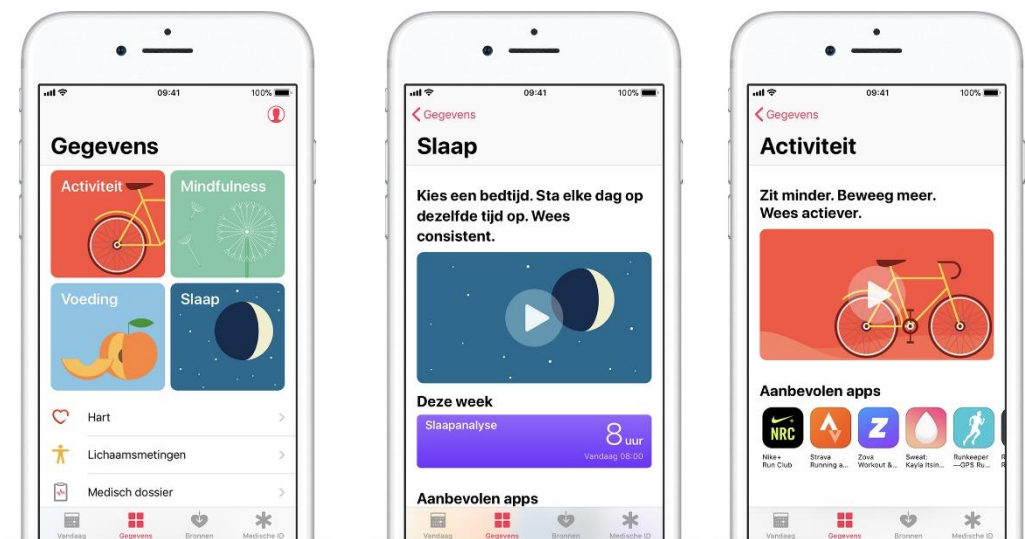 09:41
100%
Gegevens
Activiteit
Mindfulness
Voeding
Slaap
Hart
Lichaamsmetingen
Medisch dossier
Vandaag
Gegevens
Bronnen
Medische ID
09:41
100%
Gegevens
Slaap
Kies een bedtijd. Sta elke dag op
dezelfde tijd op. Wees
consistent.
Deze week
Slaapanalyse
8 uur
Vandaag 08:00
Aanbevolen apps
Vandaag
Gegevens
Bronnen
Medische ID
09:41
100%
Gegevens
Activiteit
Zit minder. Beweeg meer.
Wees actiever.
Aanbevolen apps
NRC
Z
Nike+
Run Club
Strava
Running a...
Zova
Workout &...
Sweat:
Kayla Itsin...
Runkeeper
—GPS Ru...
Vandaag
Gegevens
Bronnen
Medische ID